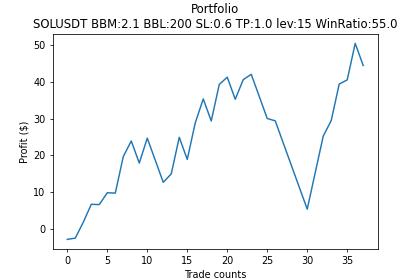 Portfolio
SOLUSDT BBM:2.1 BBL:200 SL:0.6 TP:1.0 lev:15 WinRatio:55.0
50
40
30
20
10
0
Profit ($)
0 5 10 15 20 25 30 35
Trade counts